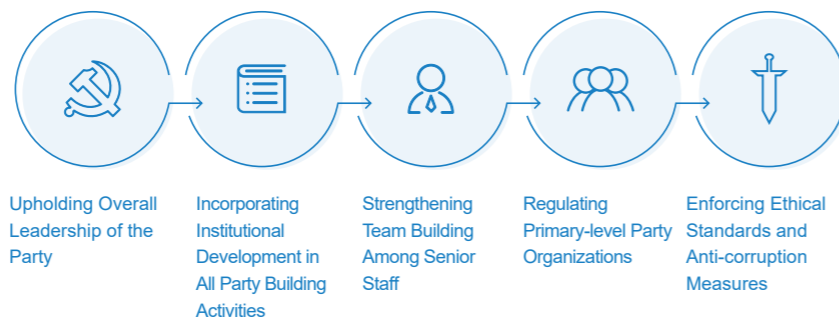 Upholding Overall
Leadership of the
Party
Incorporating
Institutional
Development in
All Party Building
Activities
Strengthening
Team Building
Among Senior
Staff
Regulating
Primary-level Party
Organizations
Enforcing Ethical
Standards and
Anti-corruption
Measures